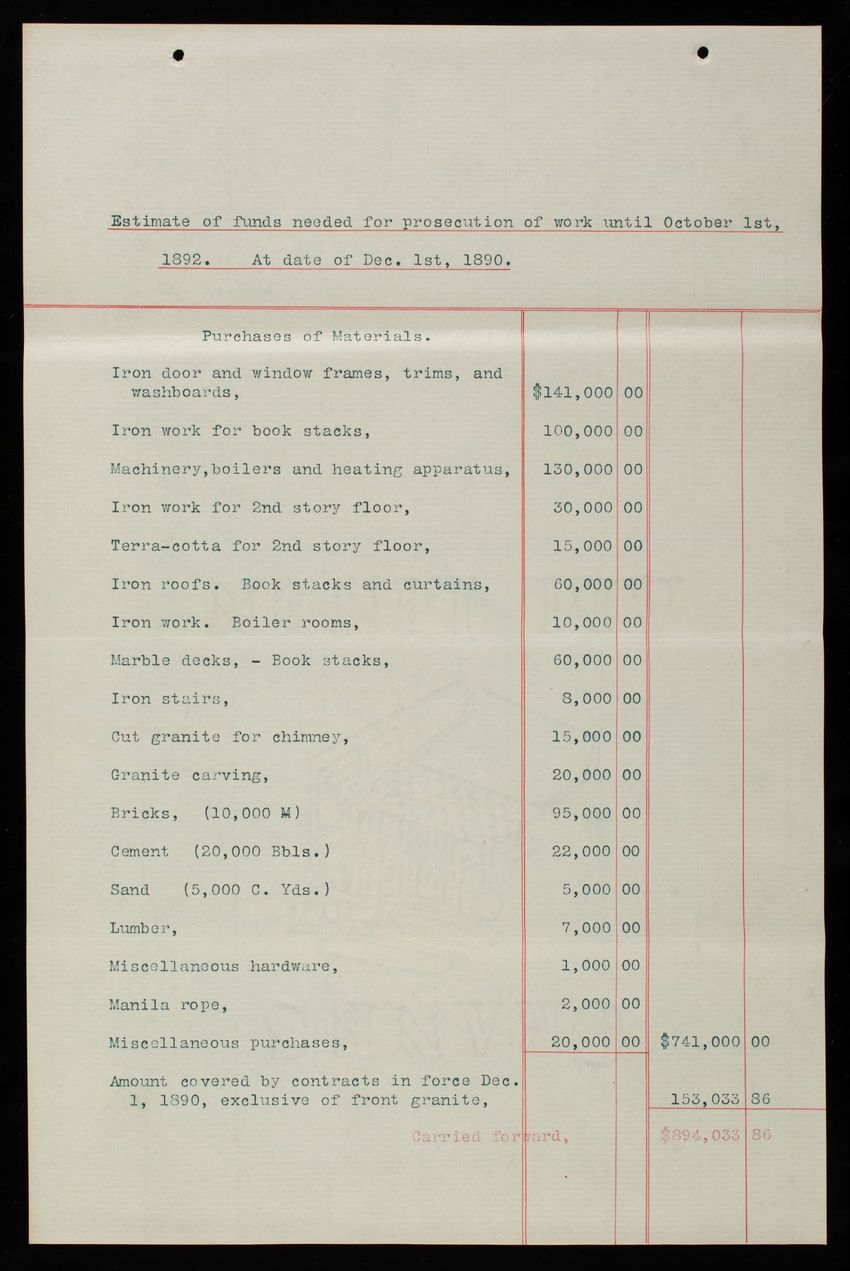 Estimate of funds needed for prosecution of work until October 1st,
1892. At date of Dec. 1st, 1890.
Purchases of Materials.
Iron door and window frames, trims, and
washboards, $141,000 00
Iron work for book stacks, 100,000 00
Machinery,boilers and heating apparatus, 130,000 00
Iron work for 2nd story floor, 30,000 00
Terra-cotta for 2nd story floor, 15,000 00
Iron roofs. Book stacks and curtains, 60,000 00
Iron work. Boiler rooms, 10,000 00
Marble decks, - Book stacks, 60,000 00
Iron stairs, 8,000 00
Cut granite for chimney, 15,000 00
Granite carving, 20,000 00
Bricks, (10,000 M) 95,000 00
Cement (20,000 Bbls.) 22,000 00
Sand (5,000 C. Yds.) 5,000 00
Lumber, 7,000 00
Miscellaneous hardware, 1,000 00
Manila rope, 2,000 00
Miscellaneous purchases, 20,000 00 $741,000 00
Amount covered by contracts in force Dec.
1, 1890, exclusive of front granite, 153,033 86
Carried forward, $894,033 86